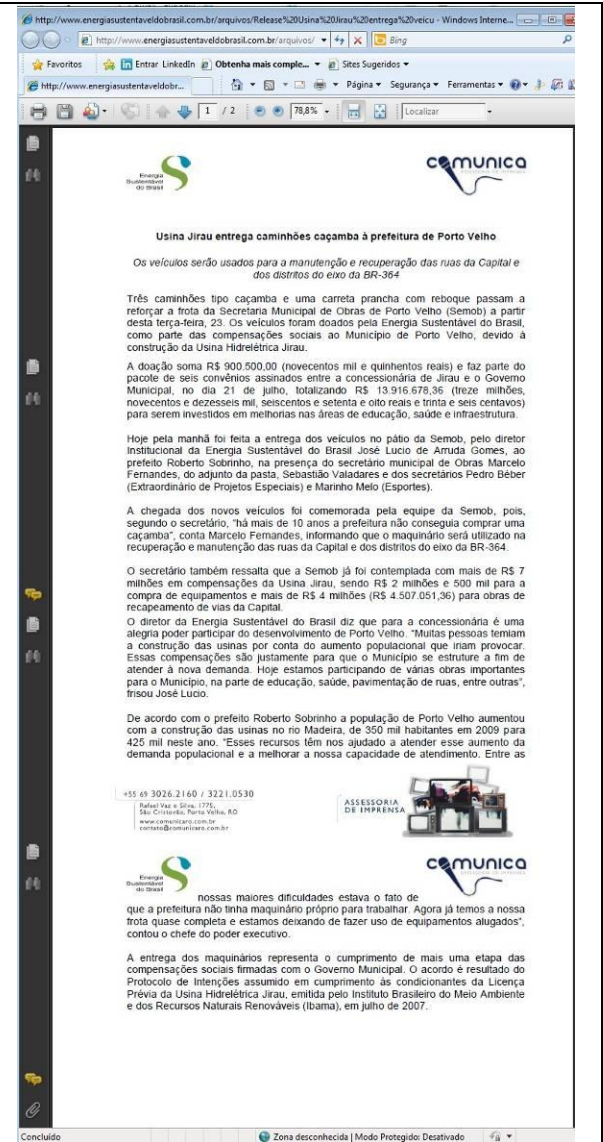 http://www.energiasustentaveldobrasil.com.br/arquivos/Release%20Usina%20Jirau%20entrega%20veicu - Windows Interne...
http://www.energiasustentaveldobrasil.com.br/arquivos/ Bing
Favoritos Entrar LinkedIn Obtenha mais comple... Sites Sugeridos
http://www.energiasustentaveldobr... Página Segurança Ferramentas
1 / 2 78,8% Localizar
Energia
Sustentável
do Brasil
comunica
Usina Jirau entrega caminhões caçamba à prefeitura de Porto Velho
Os veículos serão usados para a manutenção e recuperação das ruas da Capital e
dos distritos do eixo da BR-364
Três caminhões tipo caçamba e uma carreta prancha com reboque passam a
reforçar a frota da Secretaria Municipal de Obras de Porto Velho (Semob) a partir
desta terça-feira, 23. Os veículos foram doados pela Energia Sustentável do Brasil,
como parte das compensações sociais ao Município de Porto Velho, devido à
construção da Usina Hidrelétrica Jirau.
A doação soma R$ 900.500,00 (novecentos mil e quinhentos reais) e faz parte do
pacote de seis convênios assinados entre a concessionária de Jirau e o Governo
Municipal, no dia 21 de julho, totalizando R$ 13.916.678,36 (treze milhões,
novecentos e dezesseis mil, seiscentos e setenta e oito reais e trinta e seis centavos)
para serem investidos em melhorias nas áreas de educação, saúde e infraestrutura.
Hoje pela manhã foi feita a entrega dos veículos no pátio da Semob, pelo diretor
Institucional da Energia Sustentável do Brasil José Lucio de Arruda Gomes, ao
prefeito Roberto Sobrinho, na presença do secretário municipal de Obras Marcelo
Fernandes, do adjunto da pasta, Sebastião Valadares e dos secretários Pedro Béber
(Extraordinário de Projetos Especiais) e Marinho Melo (Esportes).
A chegada dos novos veículos foi comemorada pela equipe da Semob, pois,
segundo o secretário, “há mais de 10 anos a prefeitura não conseguia comprar uma
caçamba”, conta Marcelo Fernandes, informando que o maquinário será utilizado na
recuperação e manutenção das ruas da Capital e dos distritos do eixo da BR-364.
O secretário também ressalta que a Semob já foi contemplada com mais de R$ 7
milhões em compensações da Usina Jirau, sendo R$ 2 milhões e 500 mil para a
compra de equipamentos e mais de R$ 4 milhões (R$ 4.507.051,36) para obras de
recapeamento de vias da Capital.
O diretor da Energia Sustentável do Brasil diz que para a concessionária é uma
alegria poder participar do desenvolvimento de Porto Velho. “Muitas pessoas temiam
a construção das usinas por conta do aumento populacional que iriam provocar.
Essas compensações são justamente para que o Município se estruture a fim de
atender à nova demanda. Hoje estamos participando de várias obras importantes
para o Município, na parte de educação, saúde, pavimentação de ruas, entre outras”,
frisou José Lucio.
De acordo com o prefeito Roberto Sobrinho a população de Porto Velho aumentou
com a construção das usinas no rio Madeira, de 350 mil habitantes em 2009 para
425 mil neste ano. “Esses recursos têm nos ajudado a atender esse aumento da
demanda populacional e a melhorar a nossa capacidade de atendimento. Entre as
+55 69 3026.2160 / 3221.0530
Rafael Vaz e Silva, 1775,
São Cristovão, Porto Velho, RO
www.comunicaro.com.br
contato@comunicaro.com.br
ASSESSORIA
DE IMPRENSA
Energia
Sustentável
do Brasil
comunica
nossas maiores dificuldades estava o fato de
que a prefeitura não tinha maquinário próprio para trabalhar. Agora já temos a nossa
frota quase completa e estamos deixando de fazer uso de equipamentos alugados”,
contou o chefe do poder executivo.
A entrega dos maquinários representa o cumprimento de mais uma etapa das
compensações sociais firmadas com o Governo Municipal. O acordo é resultado do
Protocolo de Intenções assumido em cumprimento às condicionantes da Licença
Prévia da Usina Hidrelétrica Jirau, emitida pelo Instituto Brasileiro do Meio Ambiente
e dos Recursos Naturais Renováveis (Ibama), em julho de 2007.
Concluído Zona desconhecida | Modo Protegido: Desativado